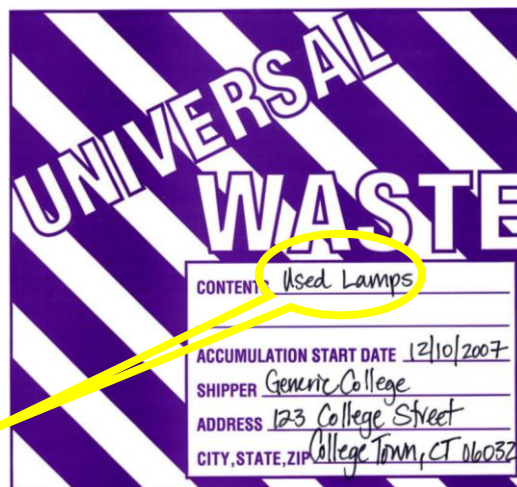 UNIVERSAL
WASTE
CONTENTS Used Lamps
ACCUMULATION START DATE 12/10/2007
SHIPPER Generic College
ADDRESS 123 College Street
CITY,STATE,ZIP College Town, CT 06032